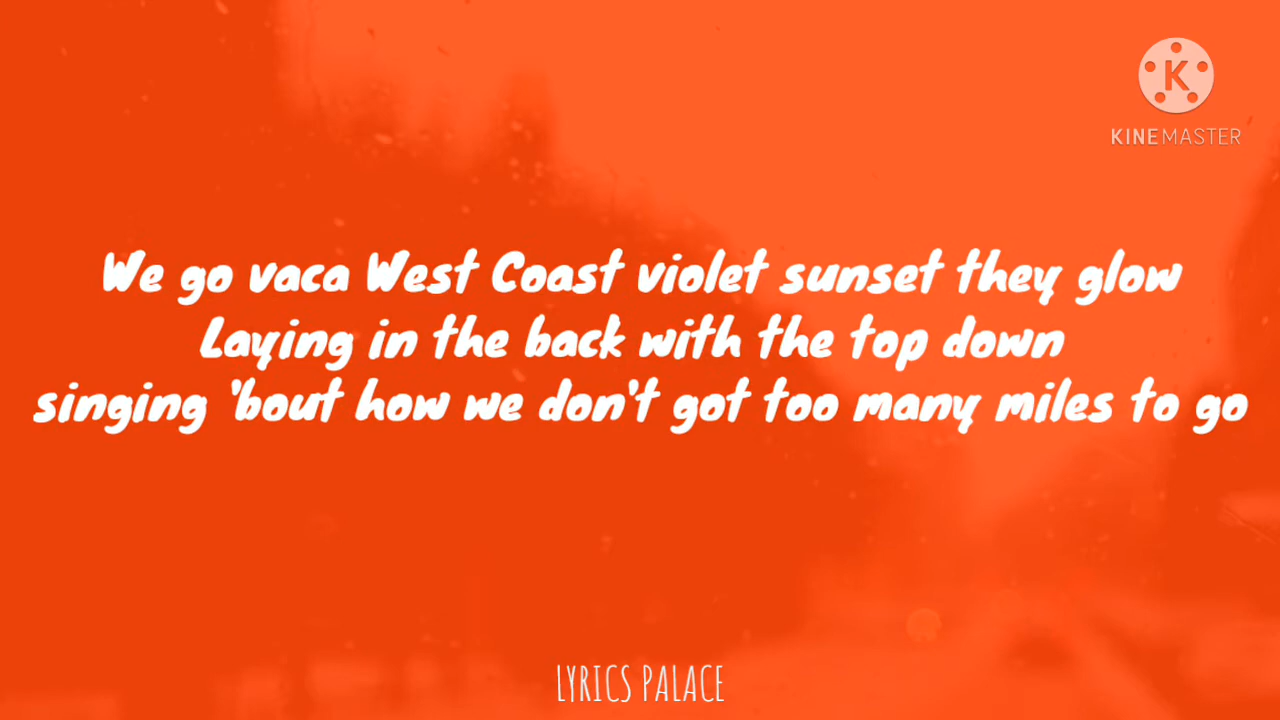 K
KINEMASTER
We go vaca West Coast violet sunset they glow
Laying in the back with the top down
singing 'bout how we don't got too many miles to go
LYRICS PALACE